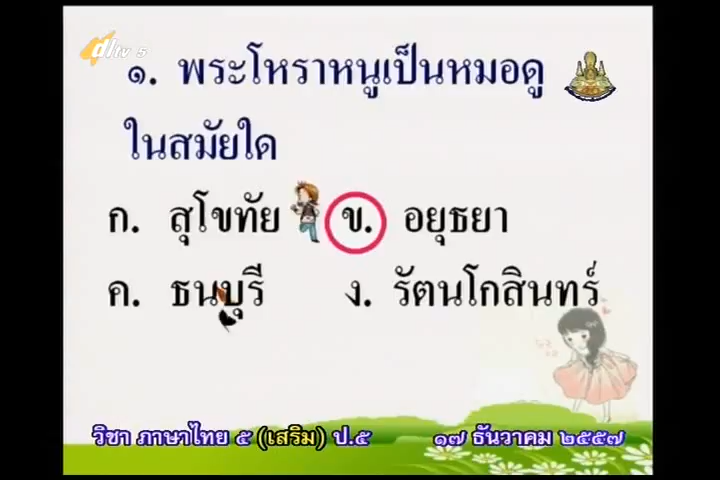 dltv 5
๑. พระโหราหนูเป็นหมอดู
ในสมัยใด
ก. สุโขทัย ข. อยุธยา
ค. ธนบุรี ง. รัตนโกสินทร์
วิชา ภาษาไทย ๕ (เสริม) ป.๕ ๑๗ ธันวาคม ๒๕๕๗